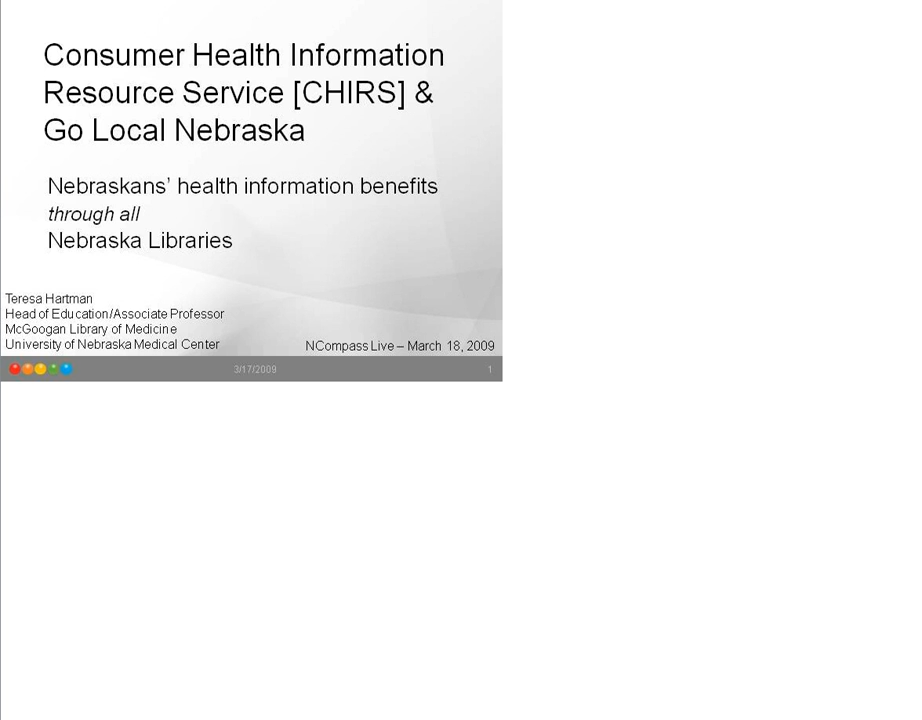 Consumer Health Information
Resource Service [CHIRS] &
Go Local Nebraska
Nebraskans' health information benefits
through all
Nebraska Libraries
Teresa Hartman
Head of Education/Associate Professor
McGoogan Library of Medicine
University of Nebraska Medical Center
NCompass Live – March 18, 2009
3/17/2009
1